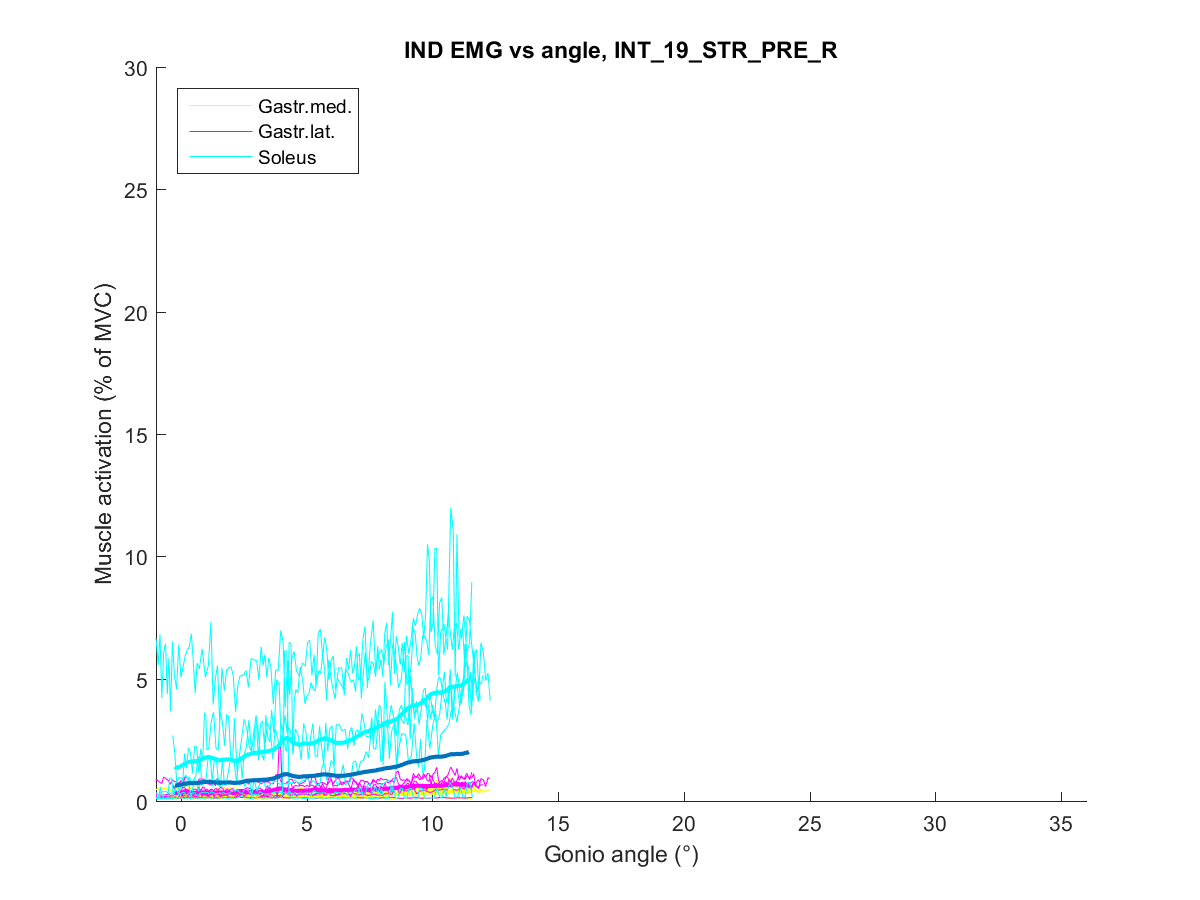 IND EMG vs angle, INT_19_STR_PRE_R
30
25
20
15
10
5
0
Gastr.med.
Gastr.lat.
Soleus
Muscle activation (% of MVC)
0 5 10 15 20 25 30 35
Gonio angle (°)